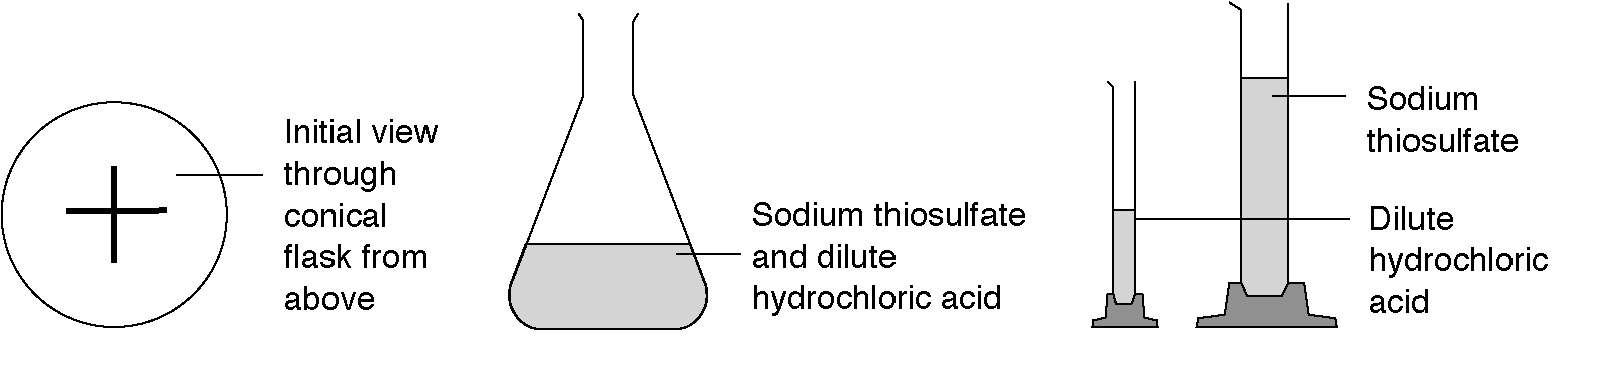 Initial view
through
conical
flask from
above
Sodium thiosulfate
and dilute
hydrochloric acid
Sodium
thiosulfate
Dilute
hydrochloric
acid